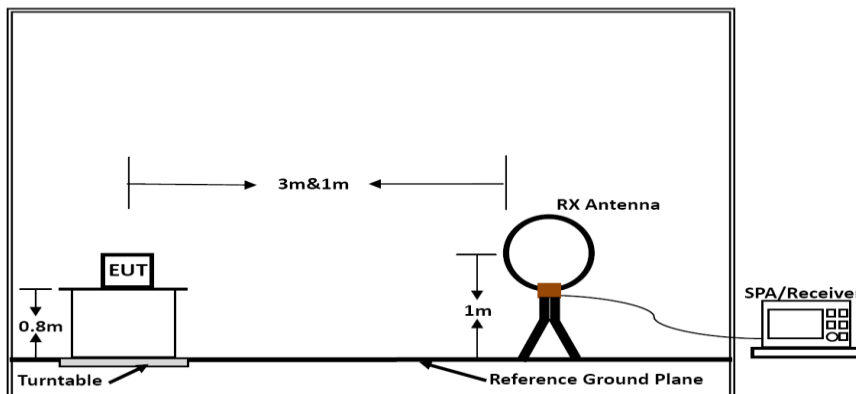 3m&1m
RX Antenna
EUT
SPA/Receiver
0.8m
1m
Turntable
Reference Ground Plane